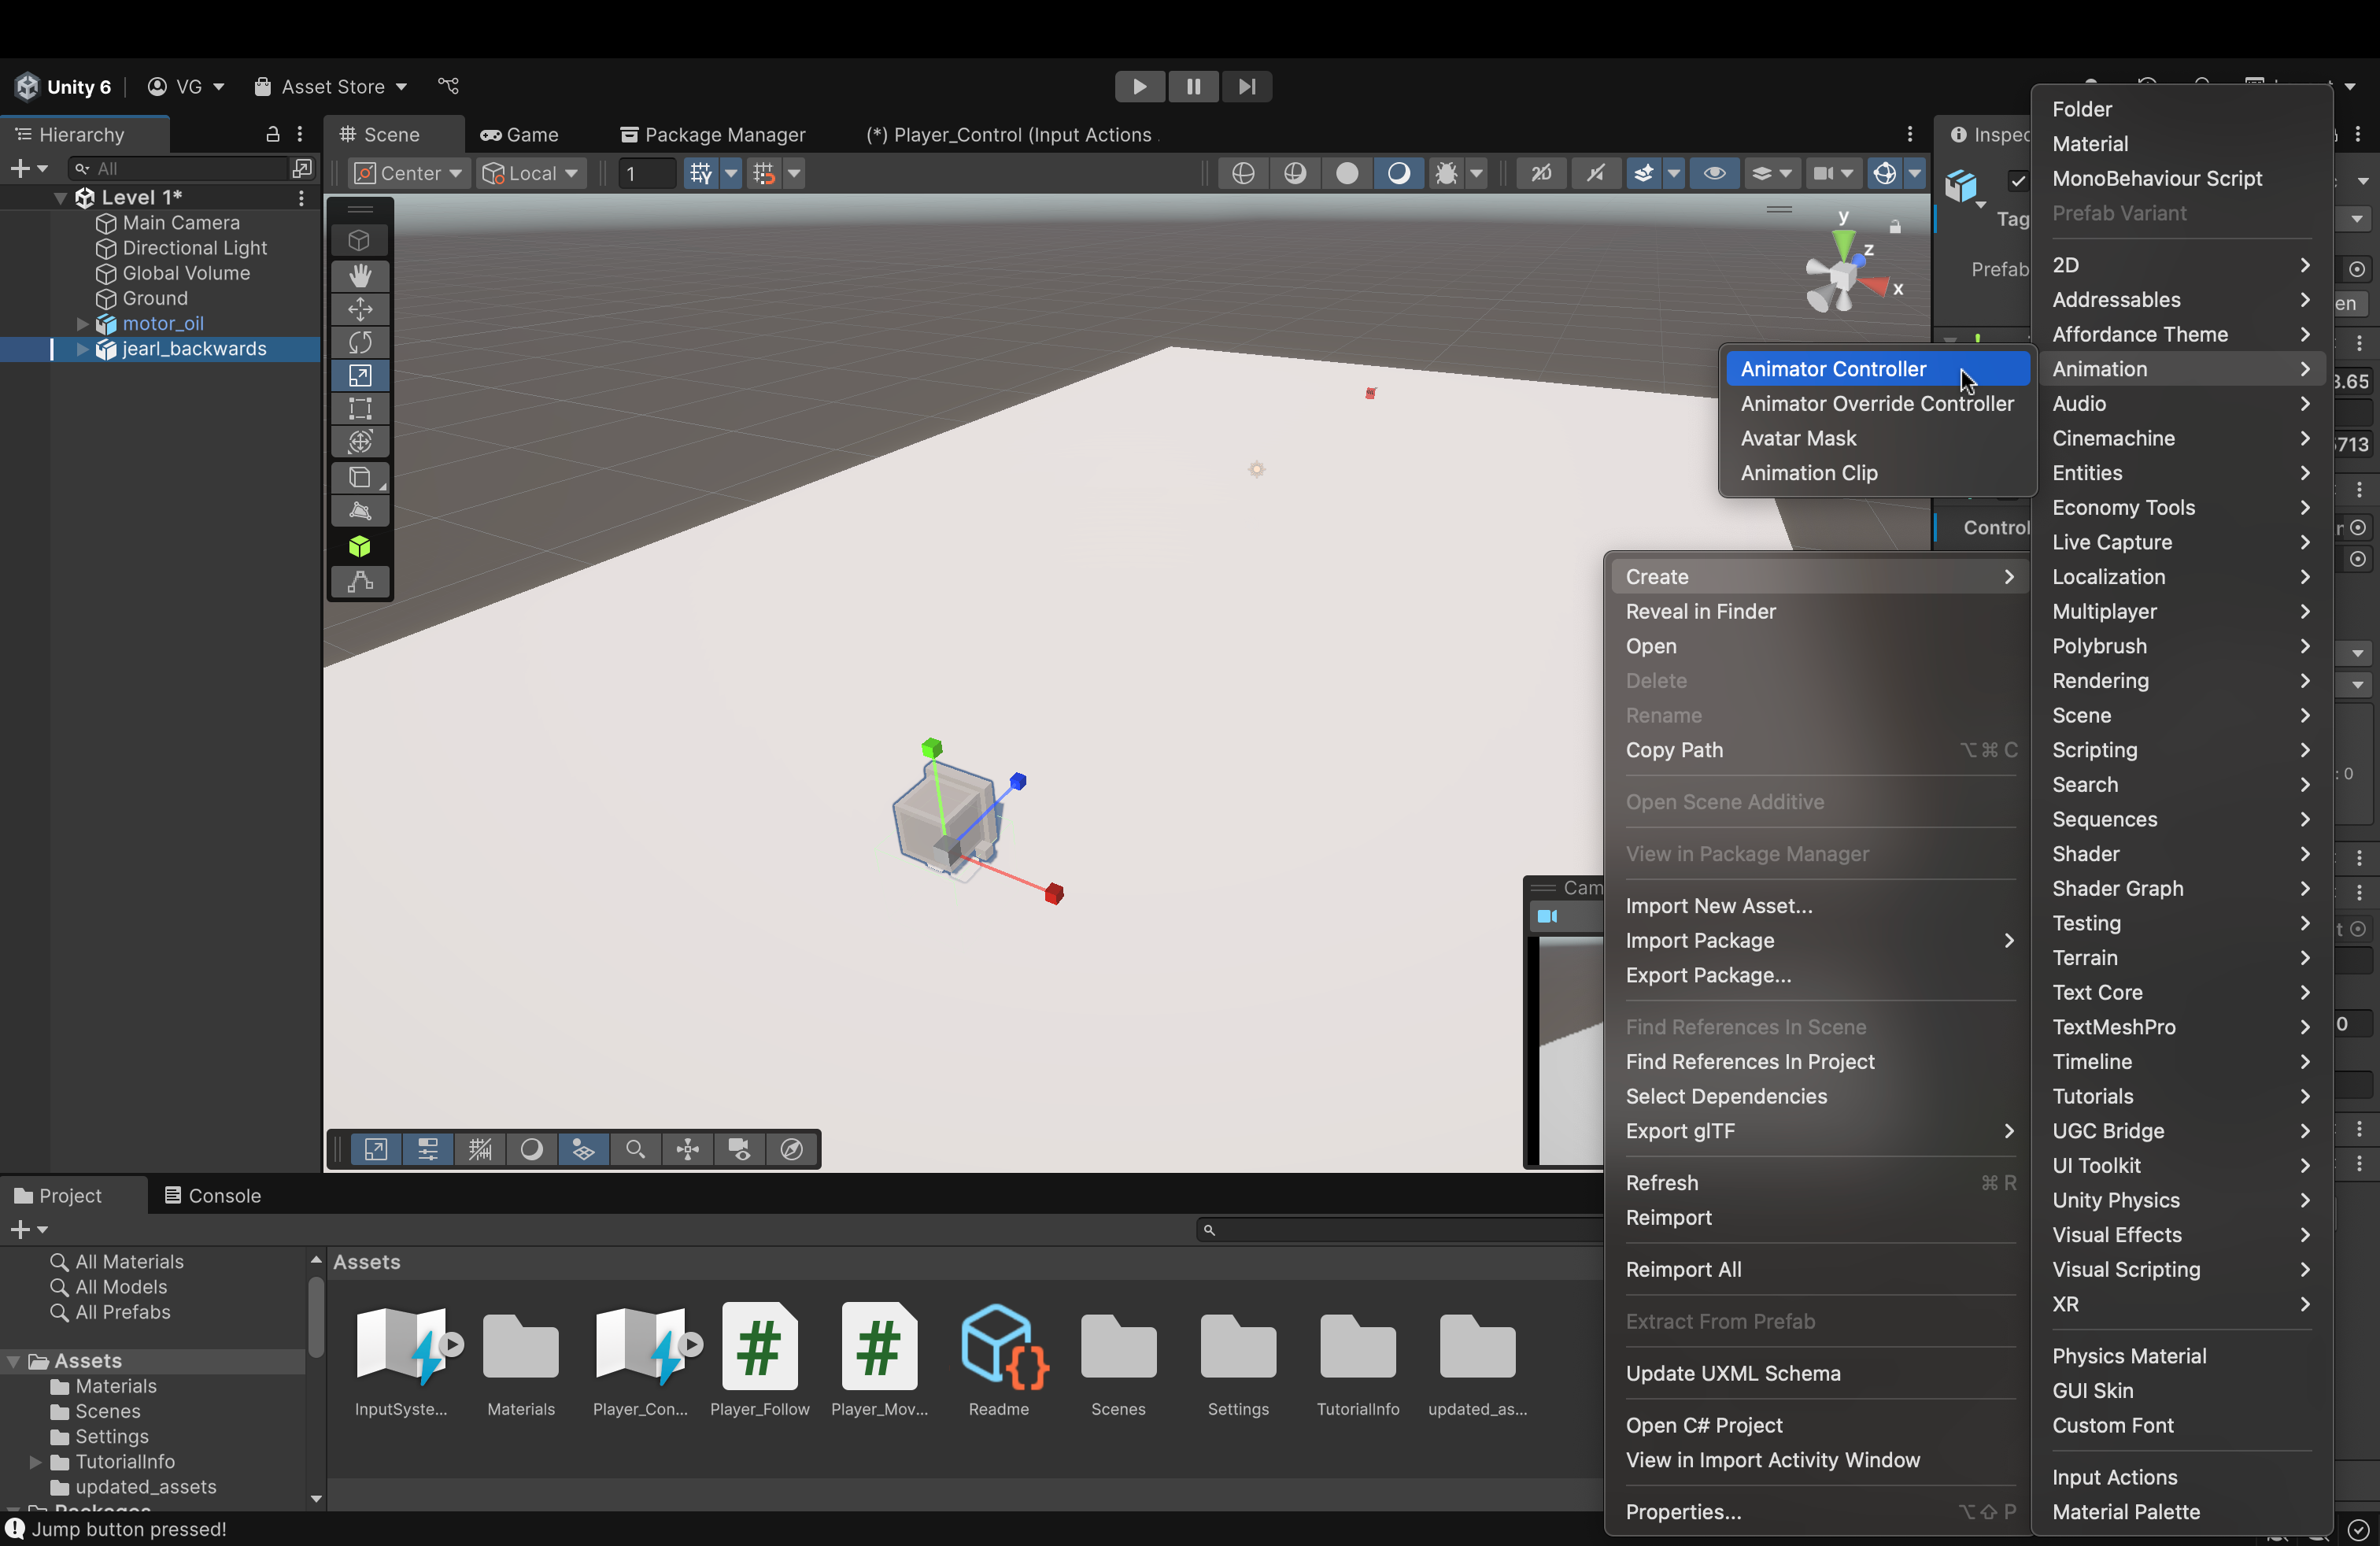 Unity 6
VG
Asset Store
Hierarchy
Scene
Game
Package Manager
(*) Player_Control (Input Actions
Inspec
All
Center
Local
1
2D
Level 1*
Main Camera
Directional Light
Global Volume
Ground
motor_oil
jearl_backwards
y
z
x
Tag
Prefab
en
3.65
Control
: 0
0
Folder
Material
MonoBehaviour Script
Prefab Variant
2D
Addressables
Affordance Theme
Animation
Audio
Cinemachine
Entities
Economy Tools
Live Capture
Localization
Multiplayer
Polybrush
Rendering
Scene
Scripting
Search
Sequences
Shader
Shader Graph
Testing
Terrain
Text Core
TextMeshPro
Timeline
Tutorials
UGC Bridge
UI Toolkit
Unity Physics
Visual Effects
Visual Scripting
XR
Physics Material
GUI Skin
Custom Font
Input Actions
Material Palette
Animator Controller
Animator Override Controller
Avatar Mask
Animation Clip
Create
Reveal in Finder
Open
Delete
Rename
Copy Path ⌥⌘C
Open Scene Additive
View in Package Manager
Import New Asset...
Import Package
Export Package...
Find References In Scene
Find References In Project
Select Dependencies
Export glTF
Refresh ⌘R
Reimport
Reimport All
Extract From Prefab
Update UXML Schema
Open C# Project
View in Import Activity Window
Properties... ⌥⇧P
Cam
Project
Console
All Materials
All Models
All Prefabs
Assets
Materials
Scenes
Settings
TutorialInfo
updated_assets
Packages
Assets
InputSyste...
Materials
Player_Con...
Player_Follow
Player_Mov...
Readme
Scenes
Settings
TutorialInfo
updated_as...
Jump button pressed!